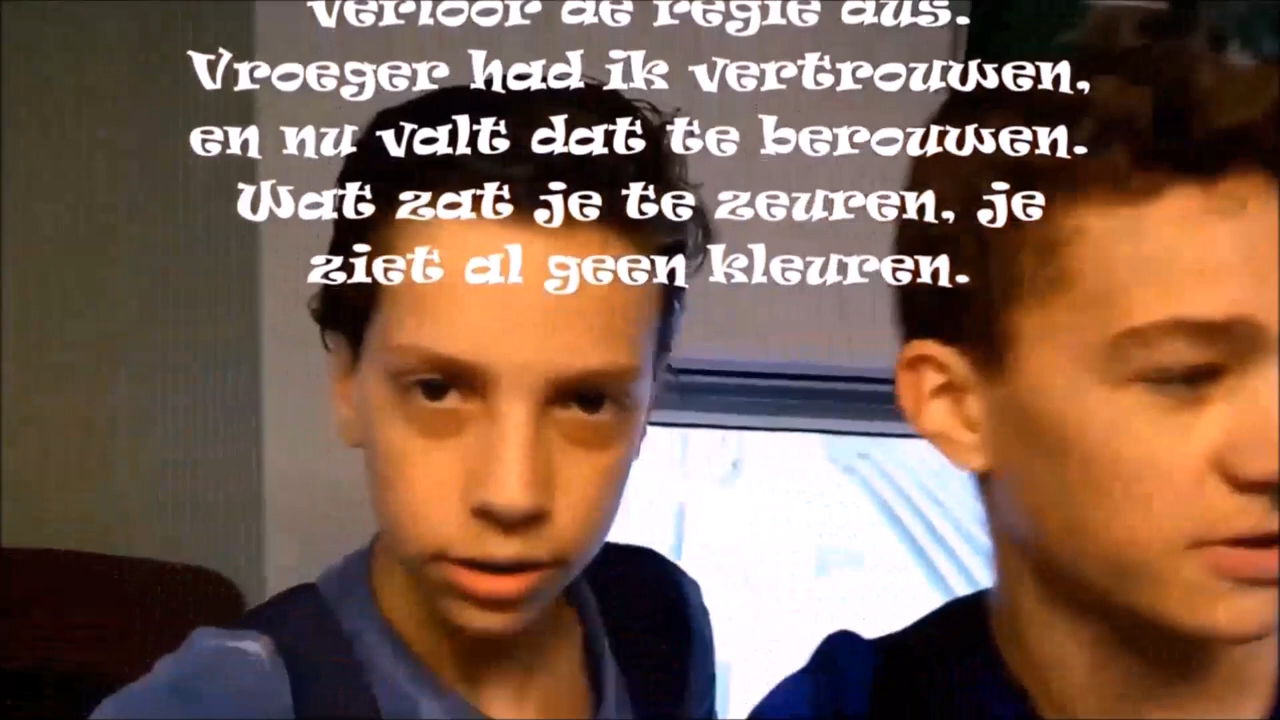 verloor de regie dus.
Vroeger had ik vertrouwen,
en nu valt dat te berouwen.
Wat zat je te zeuren, je
ziet al geen kleuren.